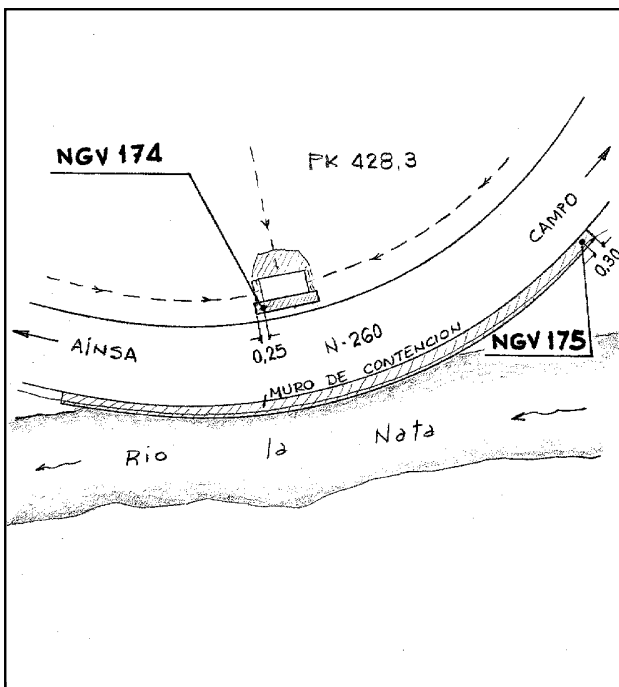 NGV 174
PK 428,3
CAMPO
0,30
AÍNSA
0,25
N-260
NGV 175
MURO DE CONTENCION
Rio la Nata